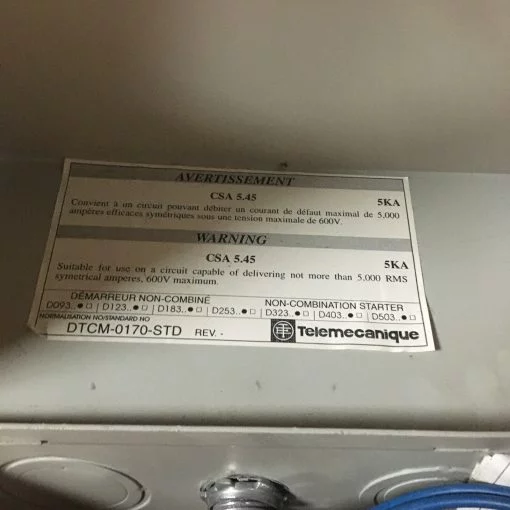 AVERTISSEMENT
CSA 5.45
5KA
Convient à un circuit pouvant débiter un courant de défaut maximal de 5,000
ampères efficaces symétriques sous une tension maximale de 600V.
WARNING
CSA 5.45
5KA
Suitable for use on a circuit capable of delivering not more than 5,000 RMS
symetrical amperes, 600V maximum.
DÉMARREUR NON-COMBINÉ NON-COMBINATION STARTER
D093..●□ | D123..●□ | D183..●□ | D253..●□ | D323..●□ | D403..●□ | D503..●□
NORMALISATION NO/STANDARD NO
DTCM-0170-STD REV. - TE Telemecanique